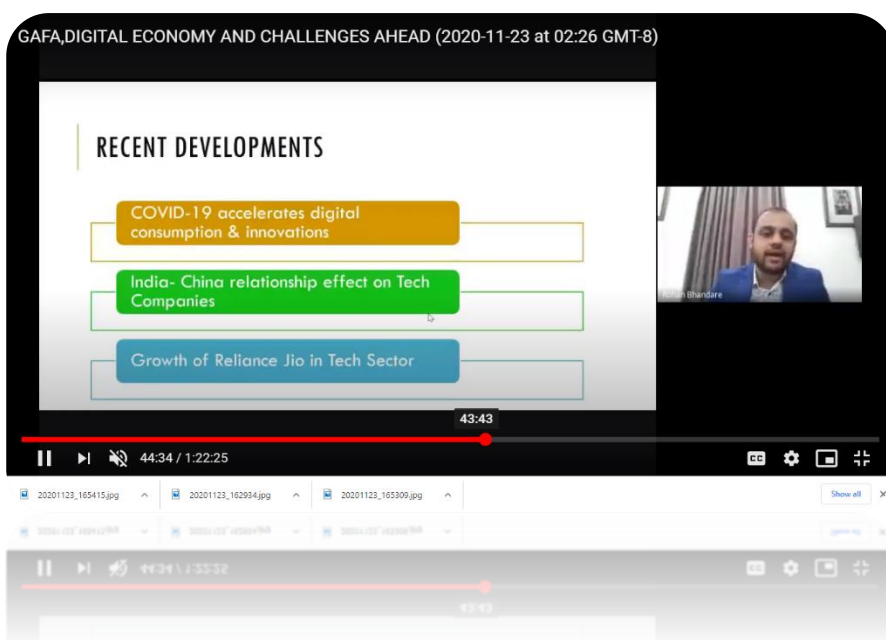 GAFA,DIGITAL ECONOMY AND CHALLENGES AHEAD (2020-11-23 at 02:26 GMT-8)
RECENT DEVELOPMENTS
COVID-19 accelerates digital
consumption & innovations
India- China relationship effect on Tech
Companies
Growth of Reliance Jio in Tech Sector
Bhandare
43:43
44:34 / 1:22:25
CC
20201123_165415.jpg
20201123_162934.jpg
20201123_165309.jpg
Show all